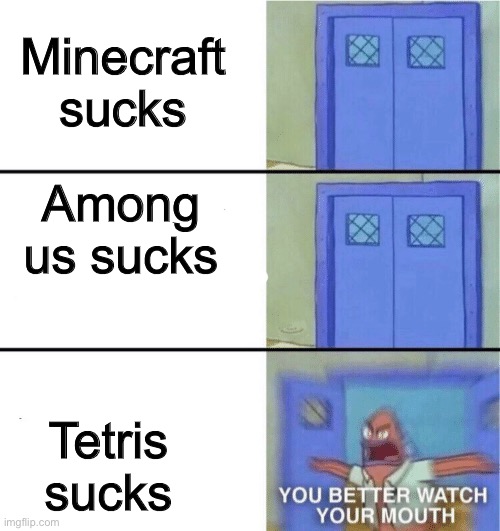 Minecraft
sucks
Among
us sucks
Tetris
sucks
YOU BETTER WATCH
YOUR MOUTH
imgflip.com